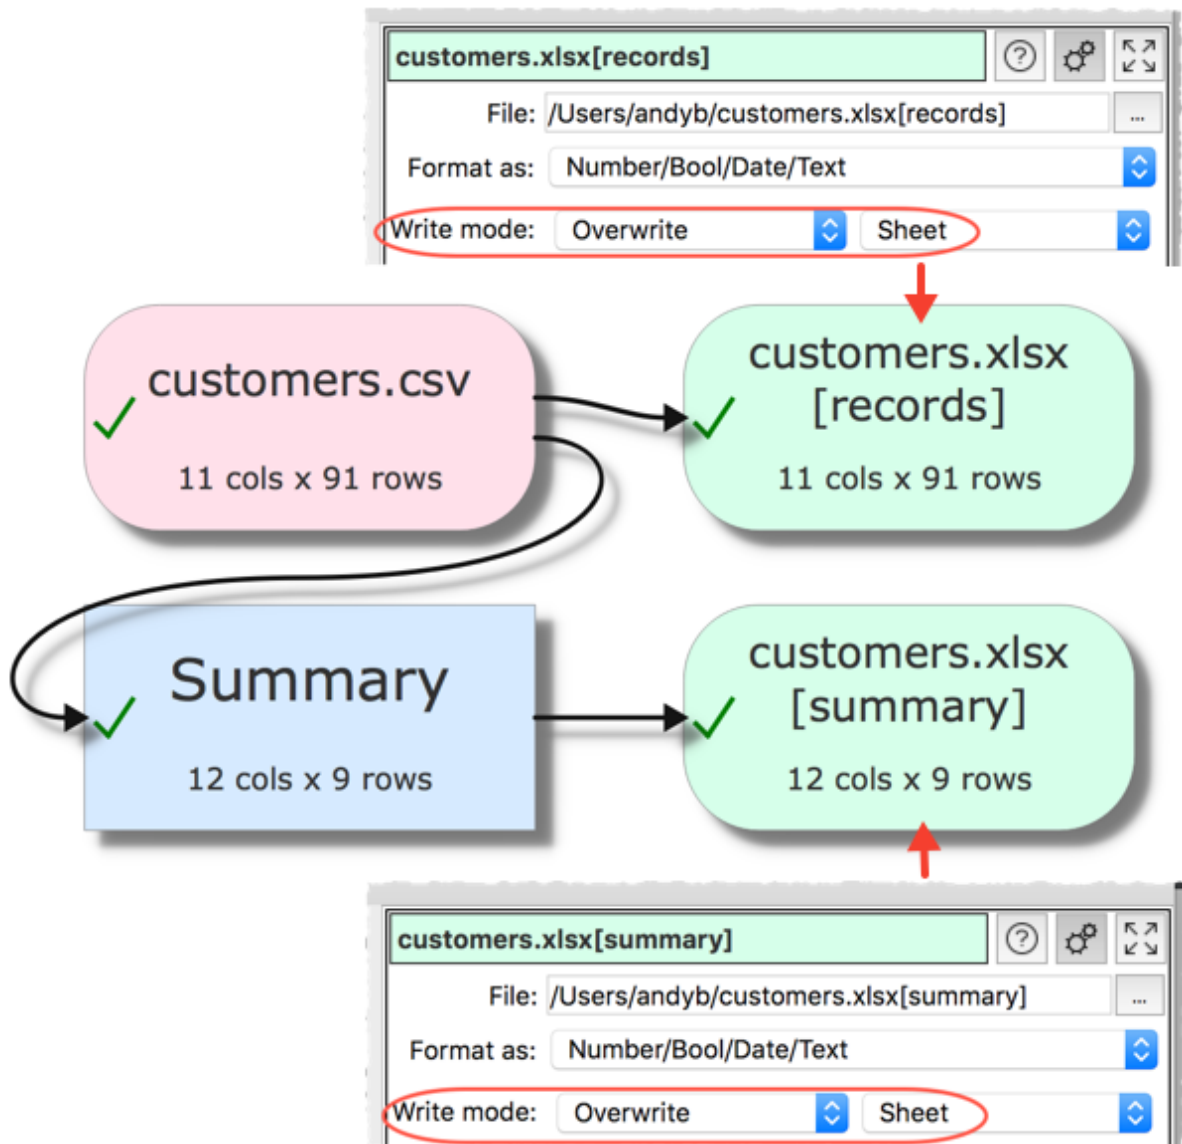 customers.xlsx[records]
File: /Users/andyb/customers.xlsx[records] ...
Format as: Number/Bool/Date/Text
Write mode: Overwrite Sheet
customers.csv
11 cols x 91 rows
customers.xlsx
[records]
11 cols x 91 rows
Summary
12 cols x 9 rows
customers.xlsx
[summary]
12 cols x 9 rows
customers.xlsx[summary]
File: /Users/andyb/customers.xlsx[summary] ...
Format as: Number/Bool/Date/Text
Write mode: Overwrite Sheet